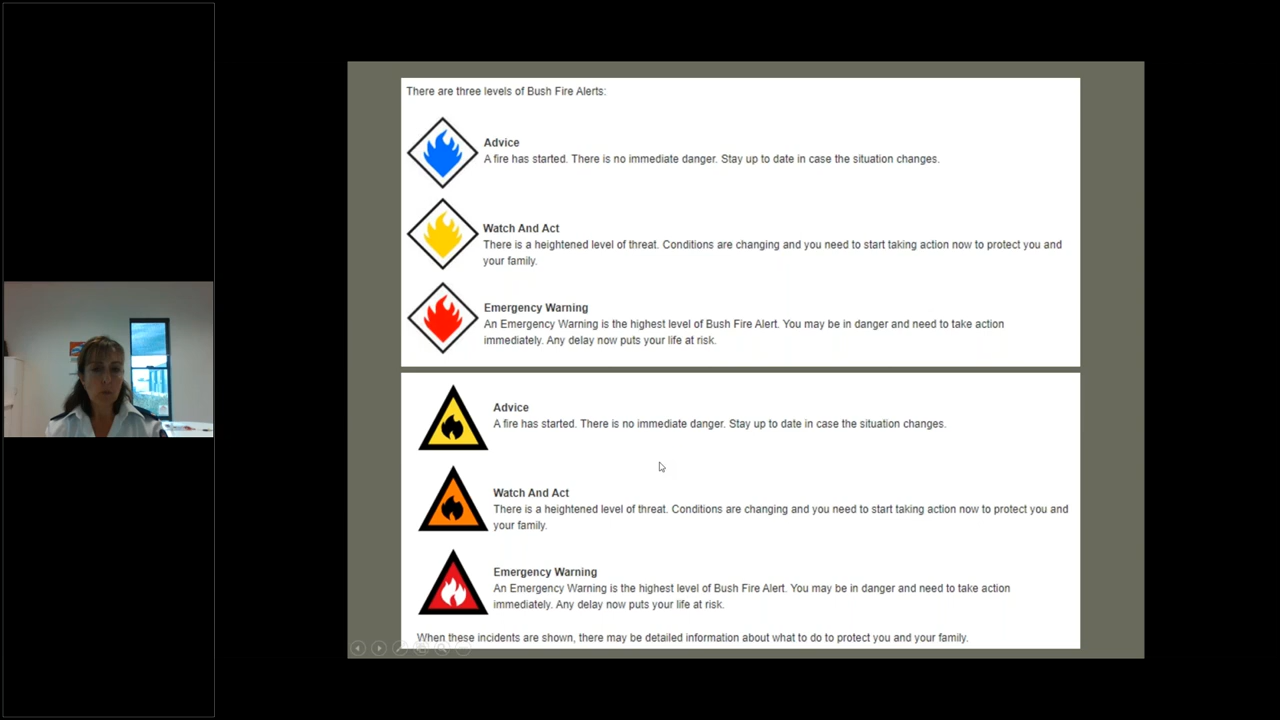 There are three levels of Bush Fire Alerts:
Advice
A fire has started. There is no immediate danger. Stay up to date in case the situation changes.
Watch And Act
There is a heightened level of threat. Conditions are changing and you need to start taking action now to protect you and
your family.
Emergency Warning
An Emergency Warning is the highest level of Bush Fire Alert. You may be in danger and need to take action
immediately. Any delay now puts your life at risk.
Advice
A fire has started. There is no immediate danger. Stay up to date in case the situation changes.
Watch And Act
There is a heightened level of threat. Conditions are changing and you need to start taking action now to protect you and
your family.
Emergency Warning
An Emergency Warning is the highest level of Bush Fire Alert. You may be in danger and need to take action
immediately. Any delay now puts your life at risk.
When these incidents are shown, there may be detailed information about what to do to protect you and your family.